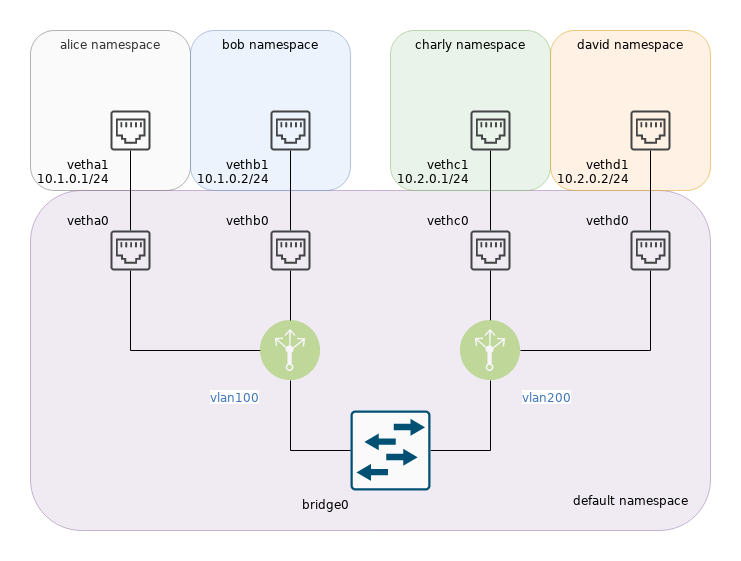 alice namespace
bob namespace
charly namespace
david namespace
vetha1
10.1.0.1/24
vethb1
10.1.0.2/24
vethc1
10.2.0.1/24
vethd1
10.2.0.2/24
vetha0
vethb0
vethc0
vethd0
vlan100
vlan200
bridge0
default namespace